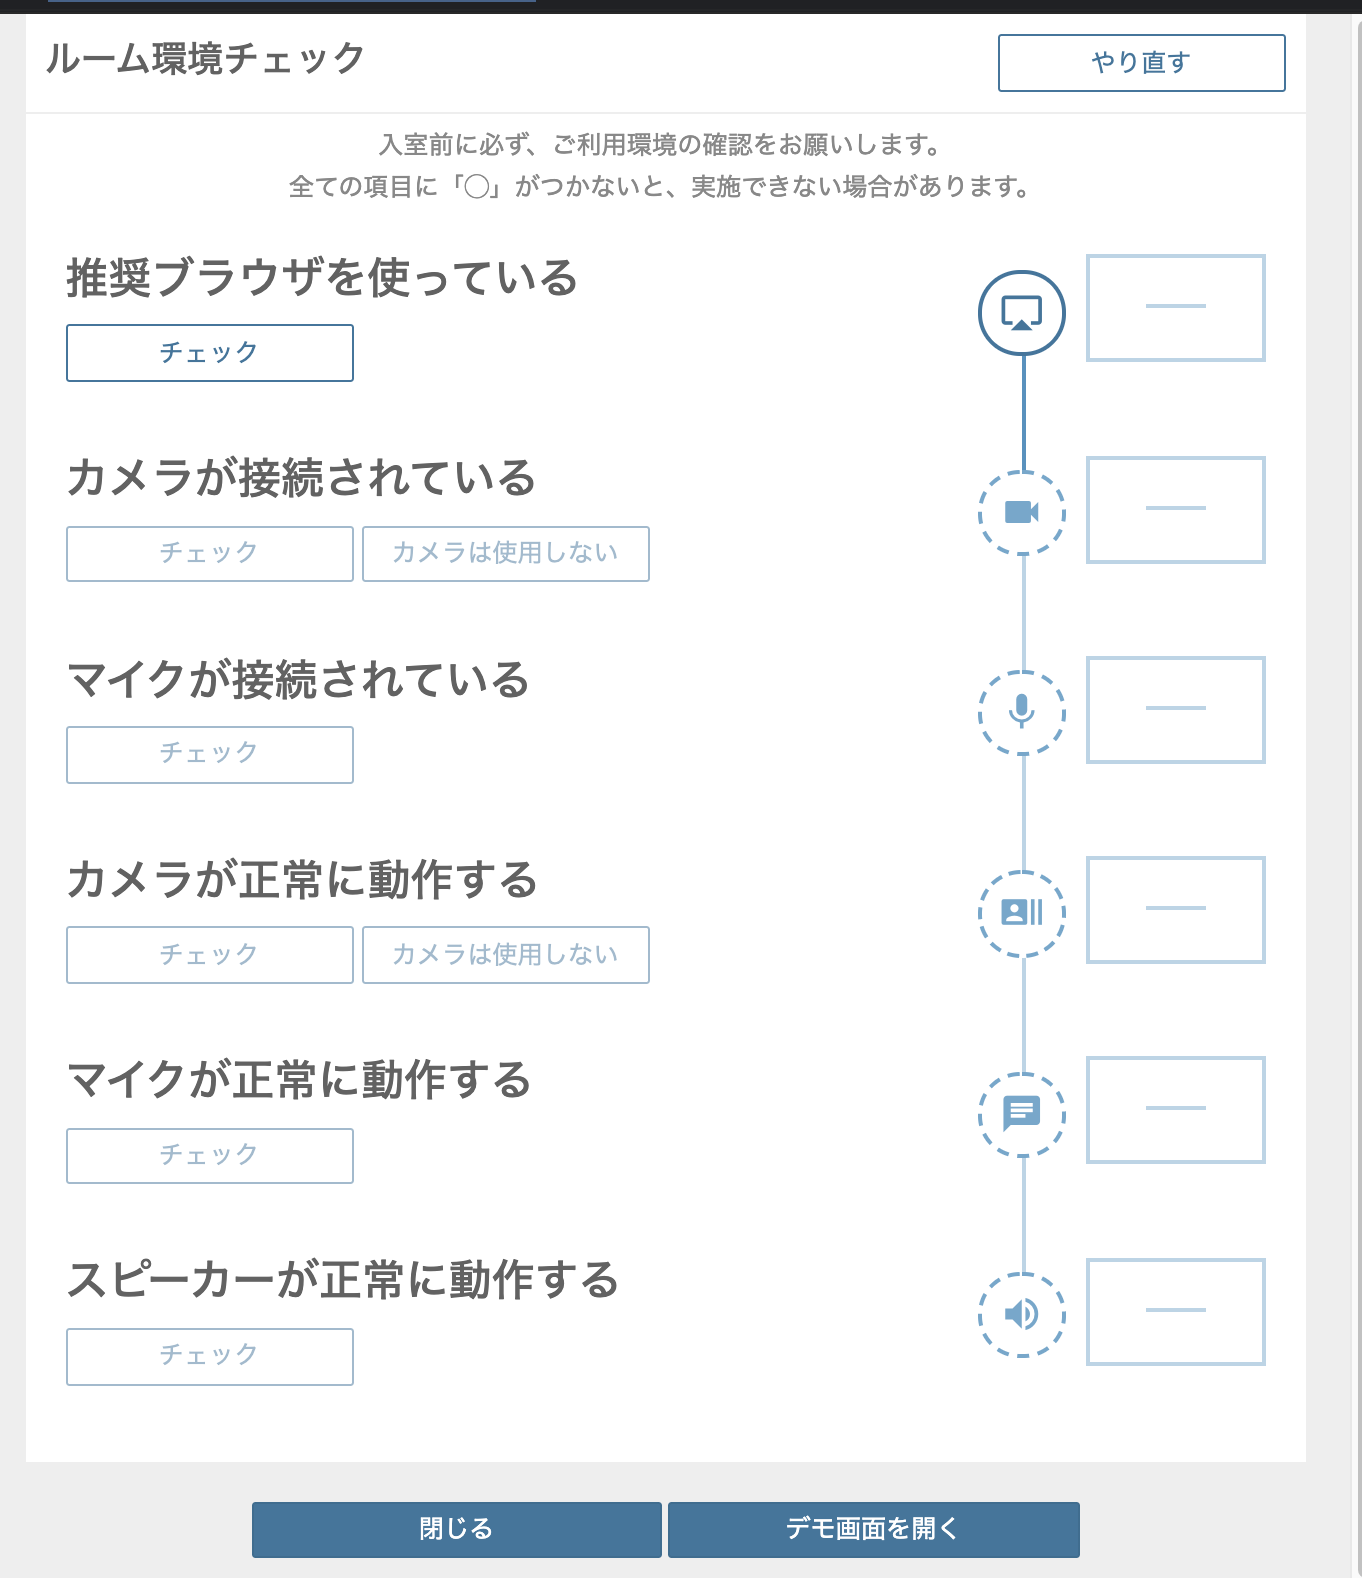 ルーム環境チェック
やり直す
入室前に必ず、ご利用環境の確認をお願いします。
全ての項目に「◯」がつかないと、実施できない場合があります。
推奨ブラウザを使っている
チェック
カメラが接続されている
チェック
カメラは使用しない
マイクが接続されている
チェック
カメラが正常に動作する
チェック
カメラは使用しない
マイクが正常に動作する
チェック
スピーカーが正常に動作する
チェック
閉じる
デモ画面を開く